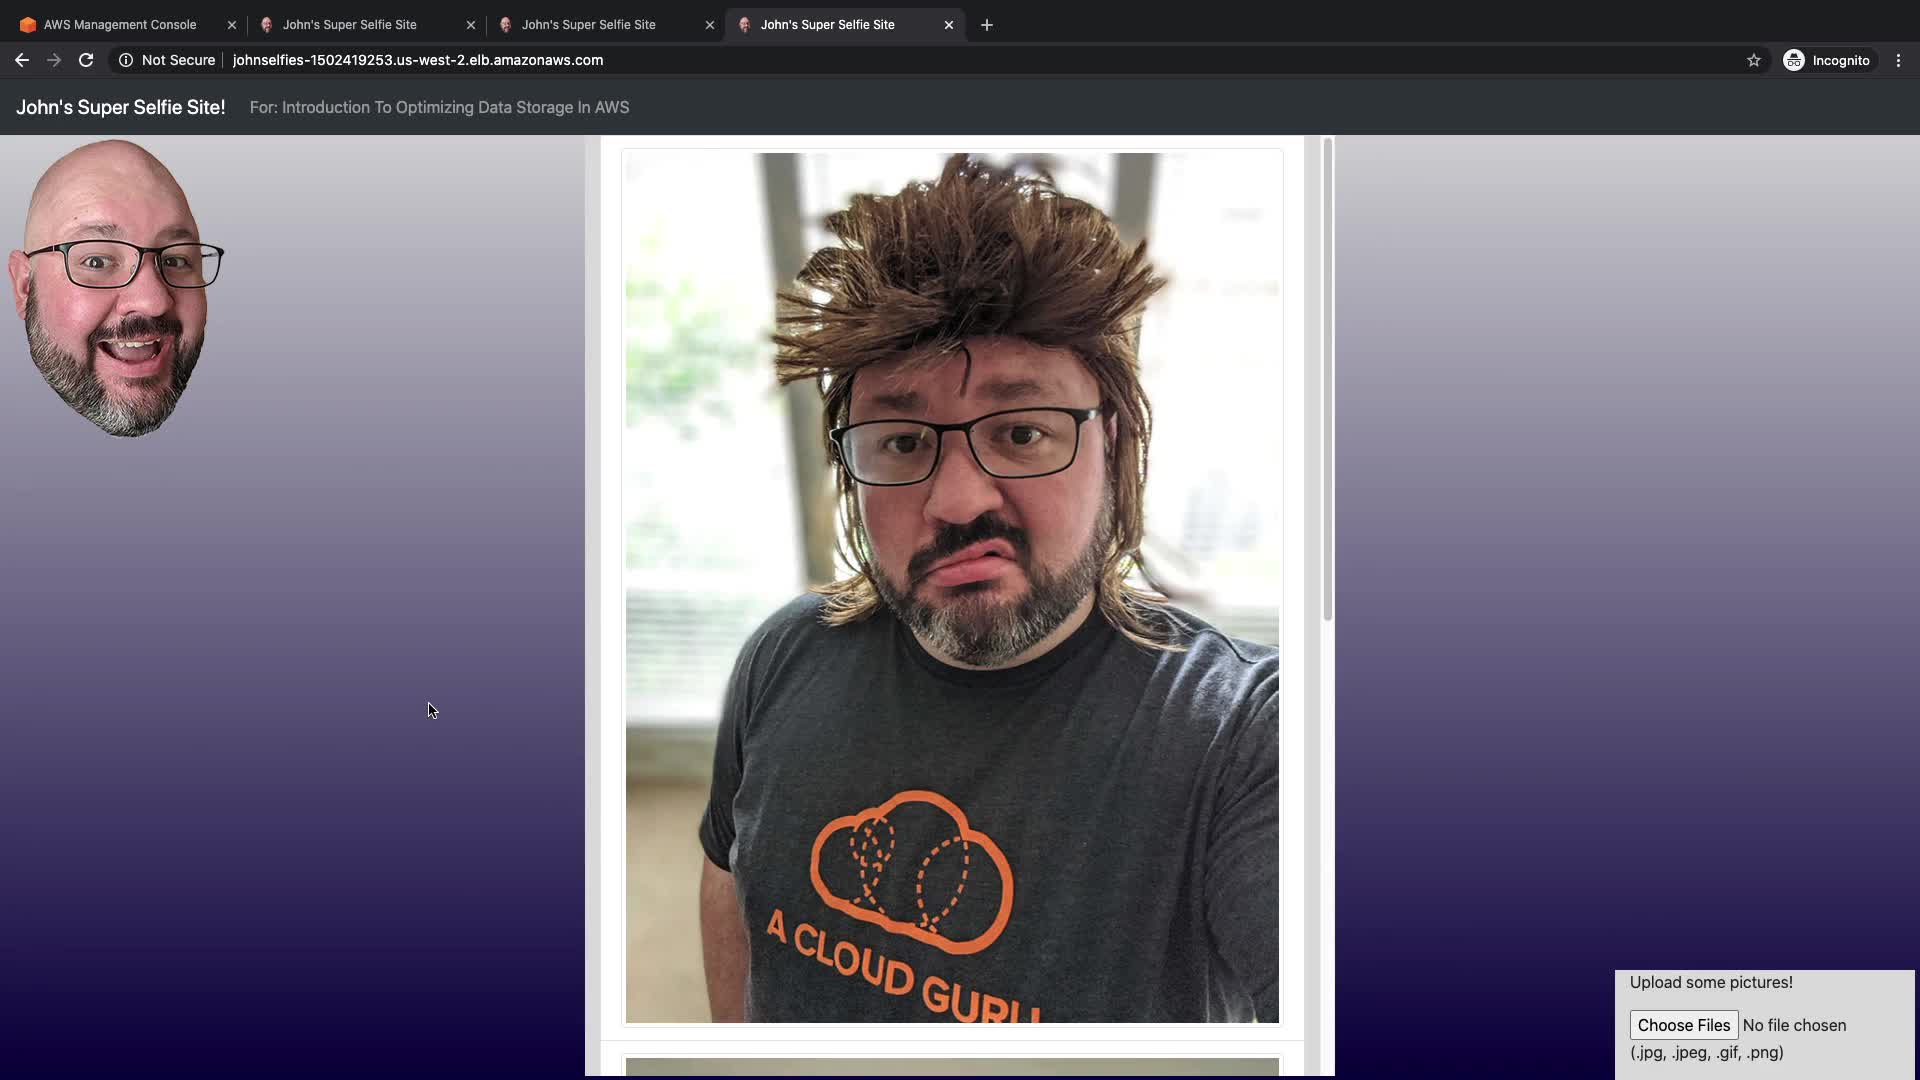 AWS Management Console
John's Super Selfie Site
John's Super Selfie Site
John's Super Selfie Site
Not Secure
johnselfies-1502419253.us-west-2.elb.amazonaws.com
Incognito
John's Super Selfie Site!
For: Introduction To Optimizing Data Storage In AWS
A CLOUD GURU
Upload some pictures!
Choose Files No file chosen
(.jpg, .jpeg, .gif, .png)